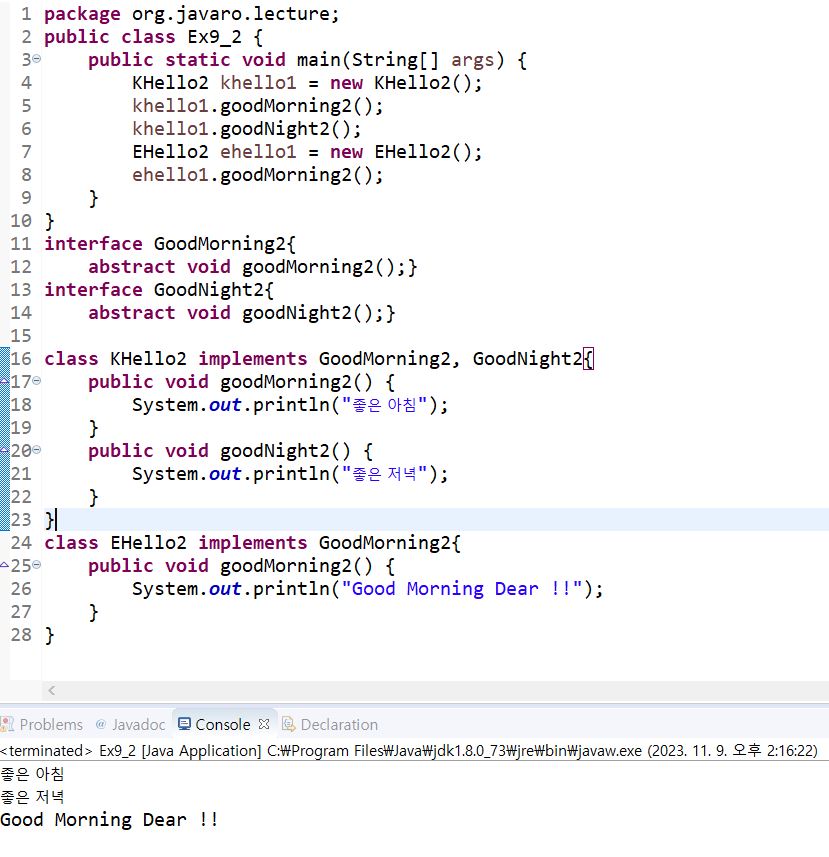 1 package org.javaro.lecture;
2 public class Ex9_2 {
3     public static void main(String[] args) {
4         KHello2 khello1 = new KHello2();
5         khello1.goodMorning2();
6         khello1.goodNight2();
7         EHello2 ehello1 = new EHello2();
8         ehello1.goodMorning2();
9     }
10 }
11 interface GoodMorning2{
12     abstract void goodMorning2();}
13 interface GoodNight2{
14     abstract void goodNight2();}
15
16 class KHello2 implements GoodMorning2, GoodNight2{
17     public void goodMorning2() {
18         System.out.println("좋은 아침");
19     }
20     public void goodNight2() {
21         System.out.println("좋은 저녁");
22     }
23 }
24 class EHello2 implements GoodMorning2{
25     public void goodMorning2() {
26         System.out.println("Good Morning Dear !!");
27     }
28 }
Problems @ Javadoc Console Declaration
<terminated> Ex9_2 [Java Application] C:₩Program Files₩Java₩jdk1.8.0_73₩jre₩bin₩javaw.exe (2023. 11. 9. 오후 2:16:22)
좋은 아침
좋은 저녁
Good Morning Dear !!